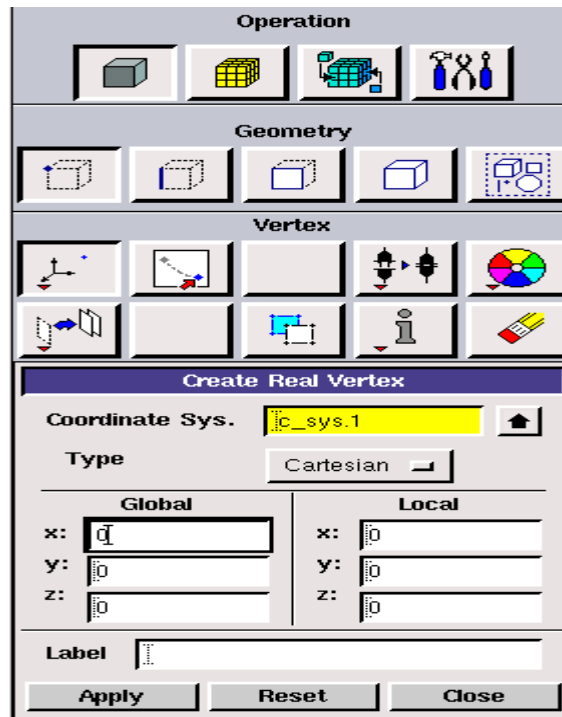 Operation
Geometry
Vertex
Create Real Vertex
Coordinate Sys. c_sys.1
Type Cartesian
Global Local
x: 0 x: 0
y: 0 y: 0
z: 0 z: 0
Label
Apply Reset Close